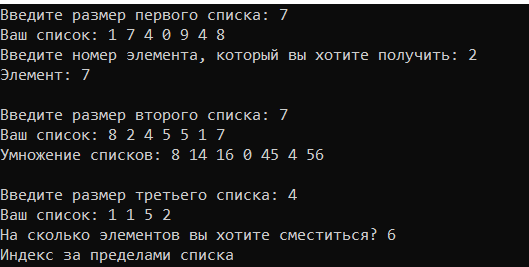 Введите размер первого списка: 7
Ваш список: 1 7 4 0 9 4 8
Введите номер элемента, который вы хотите получить: 2
Элемент: 7
Введите размер второго списка: 7
Ваш список: 8 2 4 5 5 1 7
Умножение списков: 8 14 16 0 45 4 56
Введите размер третьего списка: 4
Ваш список: 1 1 5 2
На сколько элементов вы хотите сместиться? 6
Индекс за пределами списка